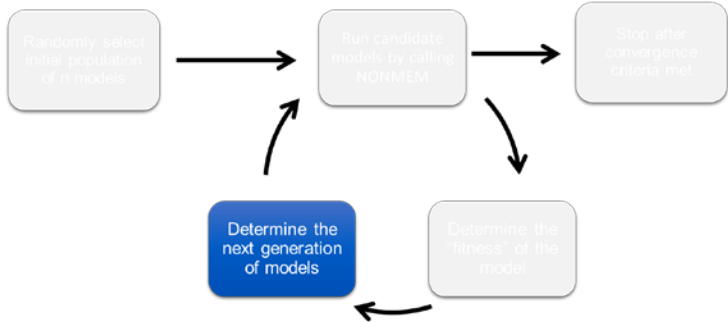 Randomly select
initial population
of n models
Run candidate
models by calling
NONMEM
Stop after
convergence
criteria met
Determine the
next generation
of models
Determine the
"fitness" of the
model